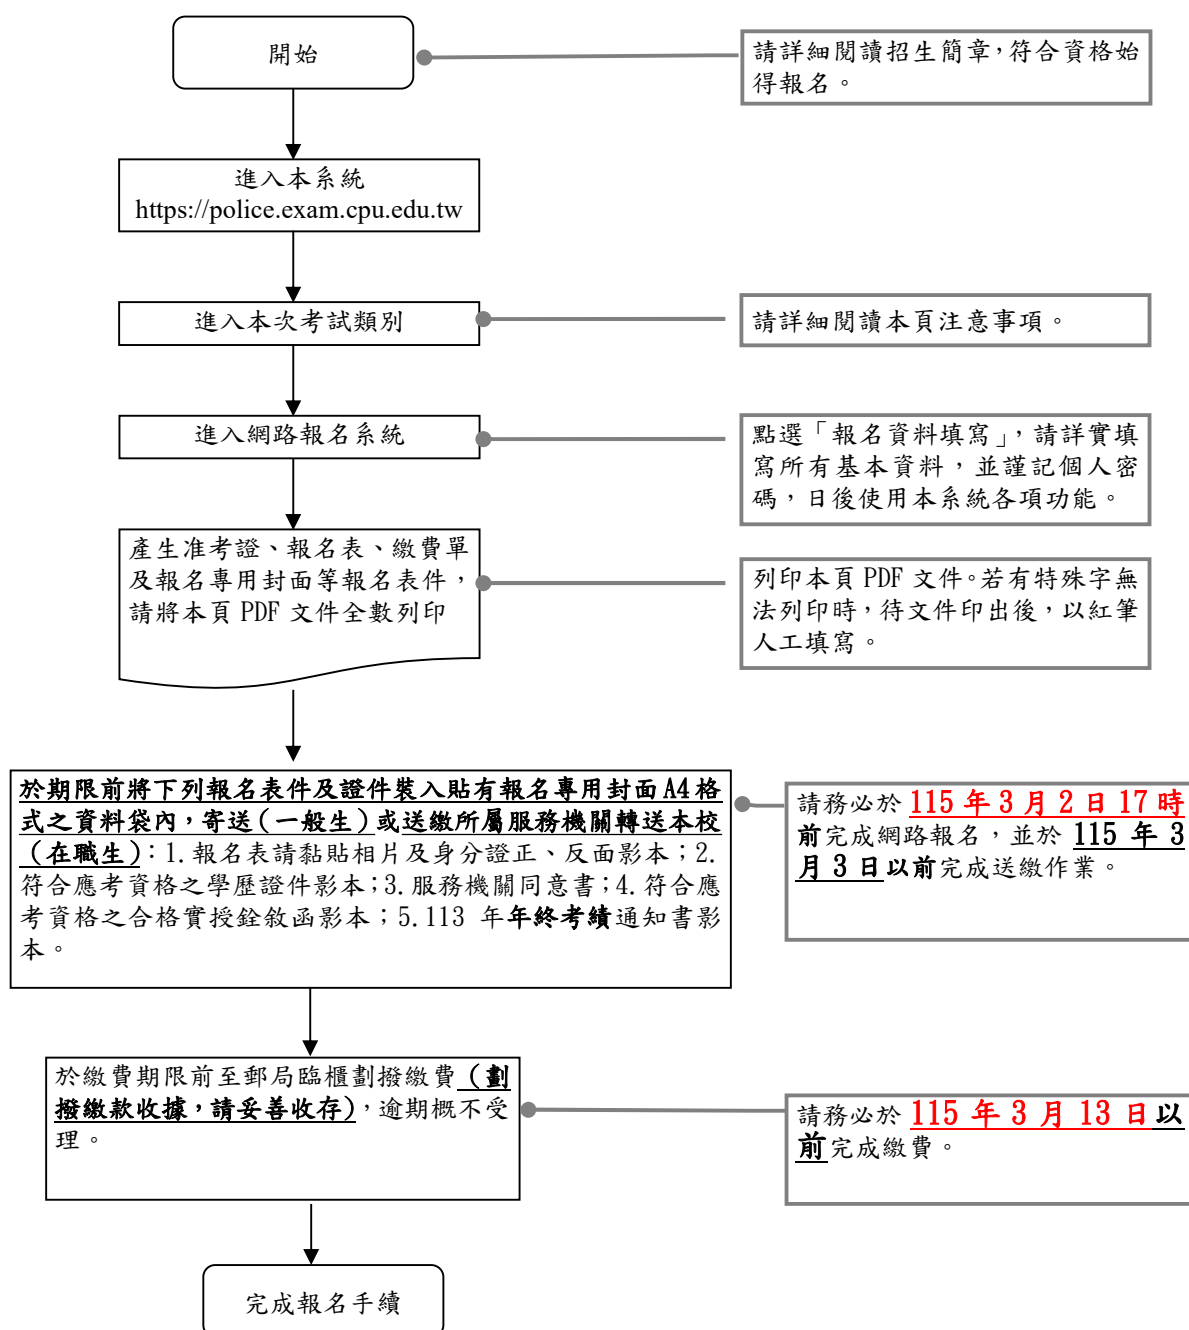 開始
請詳細閱讀招生簡章，符合資格始
得報名。
進入本系統
https://police.exam.cpu.edu.tw
進入本次考試類別
請詳細閱讀本頁注意事項。
進入網路報名系統
點選「報名資料填寫」，請詳實填
寫所有基本資料，並謹記個人密
碼，日後使用本系統各項功能。
產生准考證、報名表、繳費單
及報名專用封面等報名表件，
請將本頁 PDF 文件全數列印
列印本頁 PDF 文件。若有特殊字無
法列印時，待文件印出後，以紅筆
人工填寫。
於期限前將下列報名表件及證件裝入貼有報名專用封面 A4 格
式之資料袋內，寄送（一般生）或送繳所屬服務機關轉送本校
（在職生）：1.報名表請黏貼相片及身分證正、反面影本；2.
符合應考資格之學歷證件影本；3.服務機關同意書；4.符合應
考資格之合格實授銓敘函影本；5.113 年年終考績通知書影
本。
請務必於 115 年 3 月 2 日 17 時
前完成網路報名，並於 115 年 3
月 3 日以前完成送繳作業。
於繳費期限前至郵局臨櫃劃撥繳費（劃
撥繳款收據，請妥善收存），逾期概不受
理。
請務必於 115 年 3 月 13 日以
前完成繳費。
完成報名手續